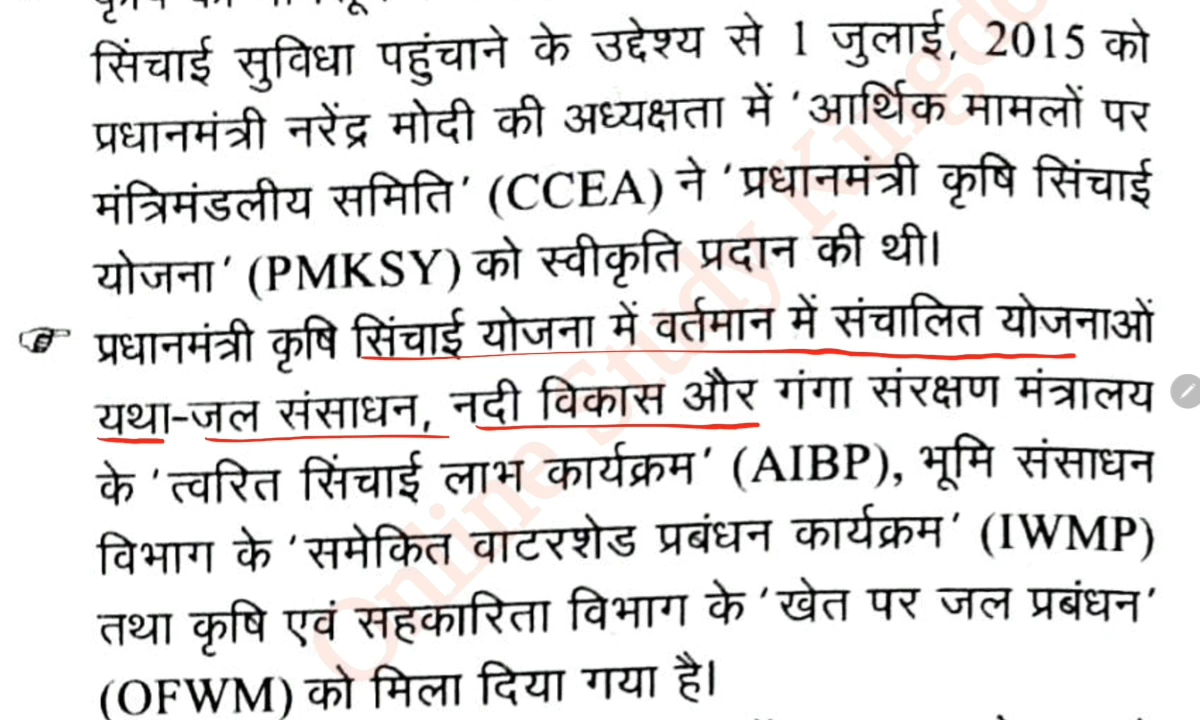 सिंचाई सुविधा पहुंचाने के उद्देश्य से 1 जुलाई, 2015 को
प्रधानमंत्री नरेंद्र मोदी की अध्यक्षता में ‘आर्थिक मामलों पर
मंत्रिमंडलीय समिति’ (CCEA) ने ‘प्रधानमंत्री कृषि सिंचाई
योजना’ (PMKSY) को स्वीकृति प्रदान की थी।
प्रधानमंत्री कृषि सिंचाई योजना में वर्तमान में संचालित योजनाओं
यथा-जल संसाधन, नदी विकास और गंगा संरक्षण मंत्रालय
के ‘त्वरित सिंचाई लाभ कार्यक्रम’ (AIBP), भूमि संसाधन
विभाग के ‘समेकित वाटरशेड प्रबंधन कार्यक्रम’ (IWMP)
तथा कृषि एवं सहकारिता विभाग के ‘खेत पर जल प्रबंधन’
(OFWM) को मिला दिया गया है।
Online Study